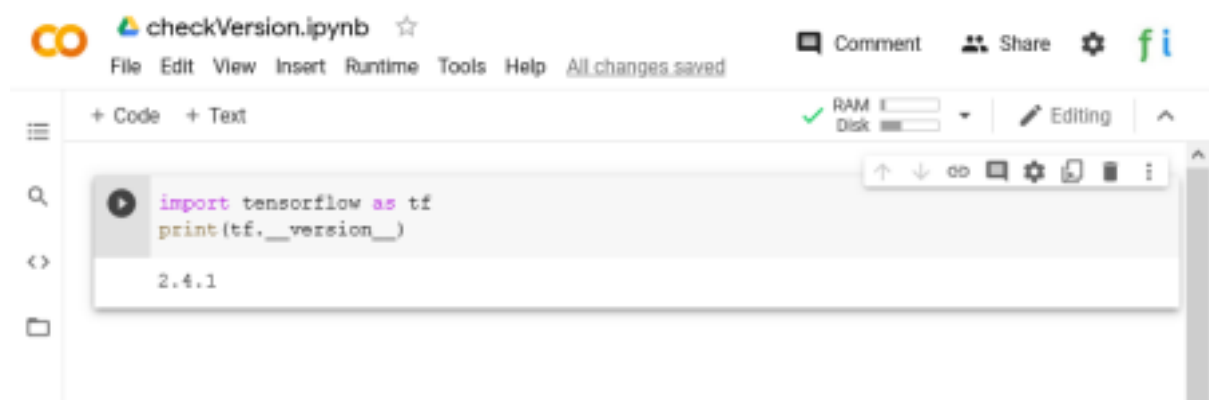 checkVersion.ipynb
Comment Share
File Edit View Insert Runtime Tools Help All changes saved
+ Code + Text
RAM
Disk
Editing
import tensorflow as tf
print(tf.__version__)
2.4.1